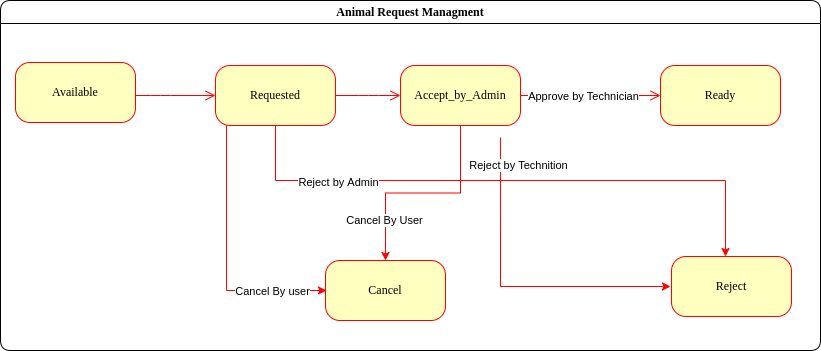 Animal Request Managment
Available
Requested
Accept_by_Admin
Approve by Technician
Ready
Reject by Technition
Reject by Admin
Cancel By User
Cancel By user
Cancel
Reject